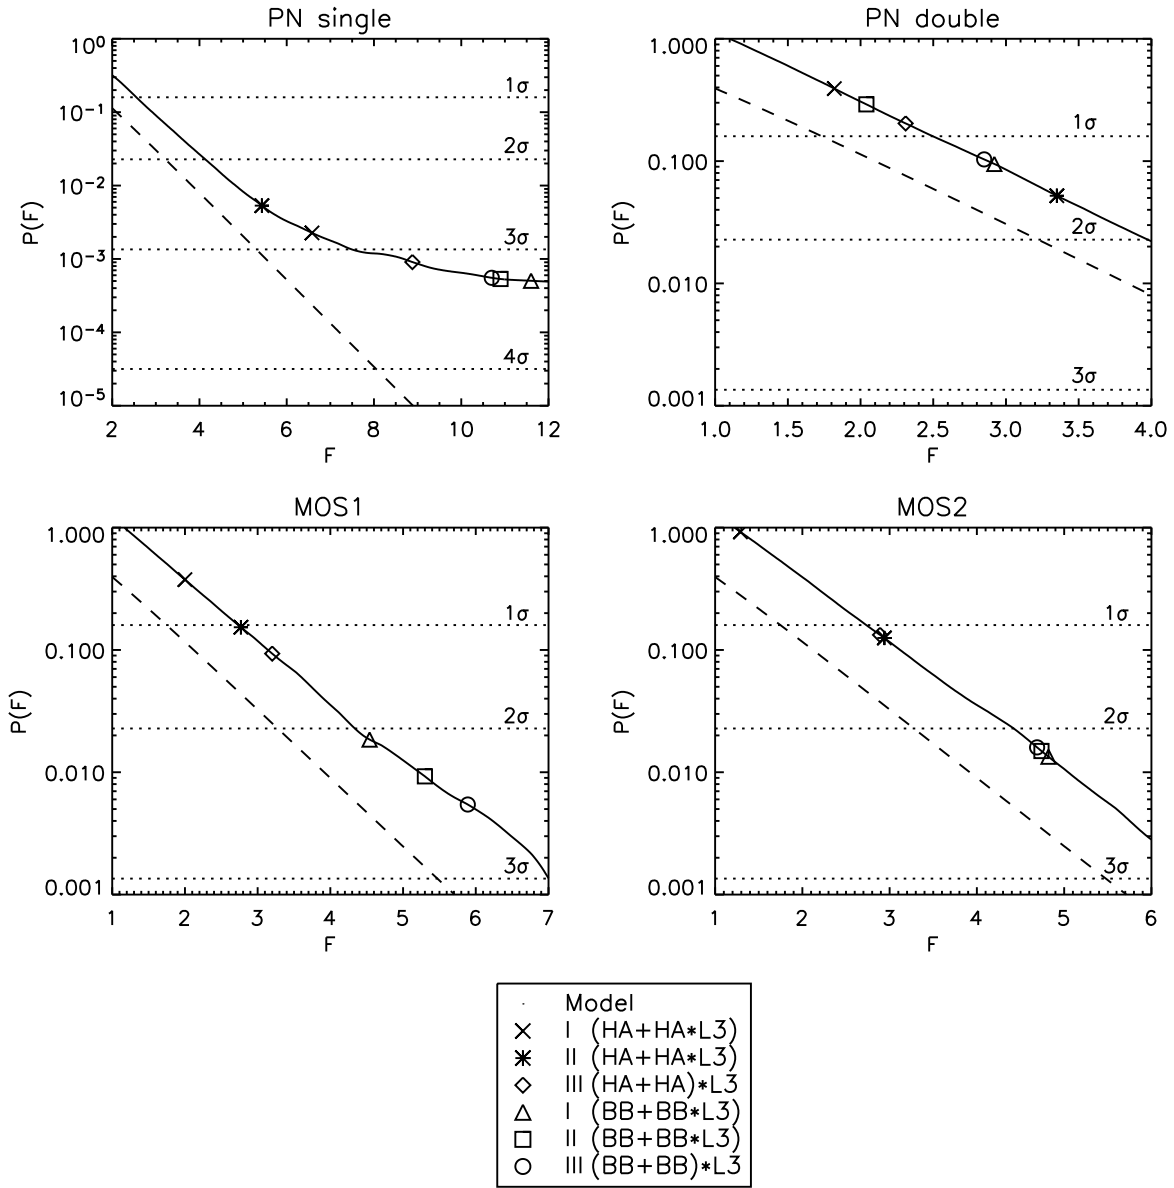 PN single
10⁰
10⁻¹
10⁻²
10⁻³
10⁻⁴
10⁻⁵
P(F)
1σ
2σ
3σ
4σ
2 4 6 8 10 12
F
PN double
1.000
0.100
0.010
0.001
P(F)
1σ
2σ
3σ
1.0 1.5 2.0 2.5 3.0 3.5 4.0
F
MOS1
1.000
0.100
0.010
0.001
P(F)
1σ
2σ
3σ
1 2 3 4 5 6 7
F
MOS2
1.000
0.100
0.010
0.001
P(F)
1σ
2σ
3σ
1 2 3 4 5 6
F
Model
I (HA+HA*L3)
II (HA+HA*L3)
III (HA+HA)*L3
I (BB+BB*L3)
II (BB+BB*L3)
III (BB+BB)*L3